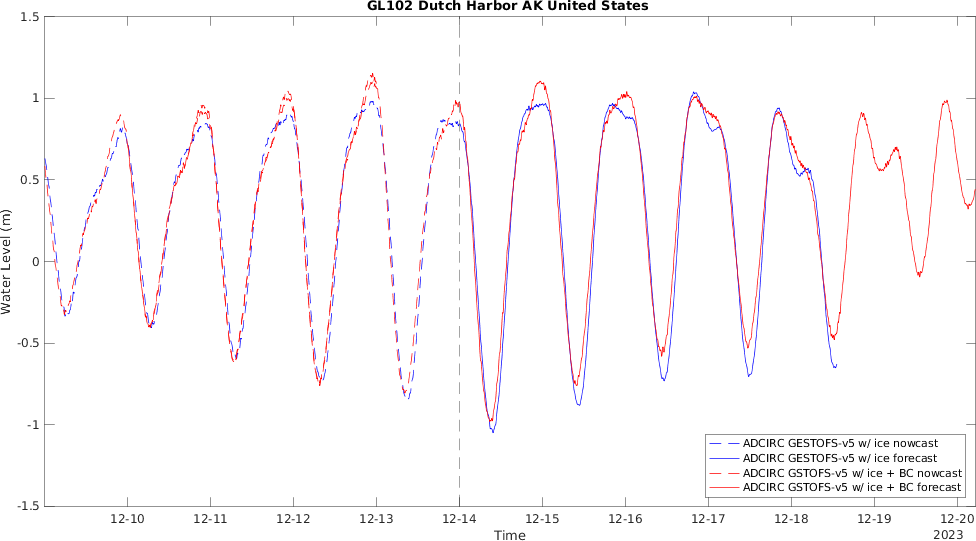 GL102 Dutch Harbor AK United States
1.5
1
0.5
0
-0.5
-1
-1.5
Water Level (m)
12-10 12-11 12-12 12-13 12-14 12-15 12-16 12-17 12-18 12-19 12-20
2023
Time
ADCIRC GESTOFS-v5 w/ ice nowcast
ADCIRC GESTOFS-v5 w/ ice forecast
ADCIRC GSTOFS-v5 w/ ice + BC nowcast
ADCIRC GSTOFS-v5 w/ ice + BC forecast